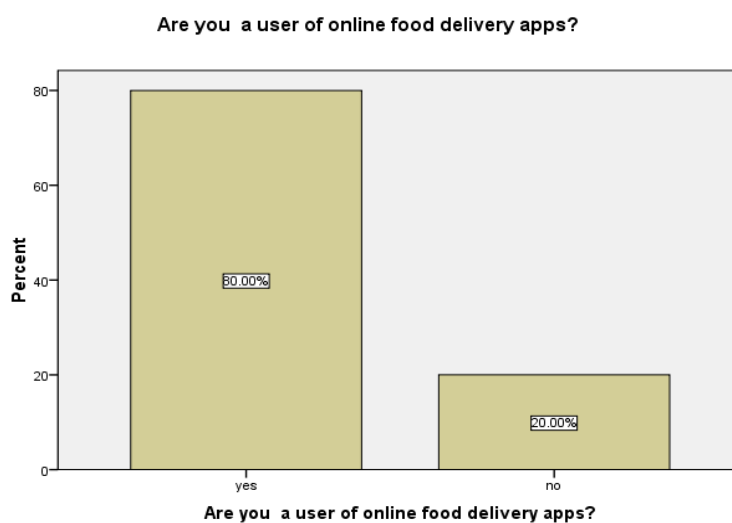 Are you  a user of online food delivery apps?
80
60
40
20
0
Percent
80.00%
20.00%
yes
no
Are you  a user of online food delivery apps?